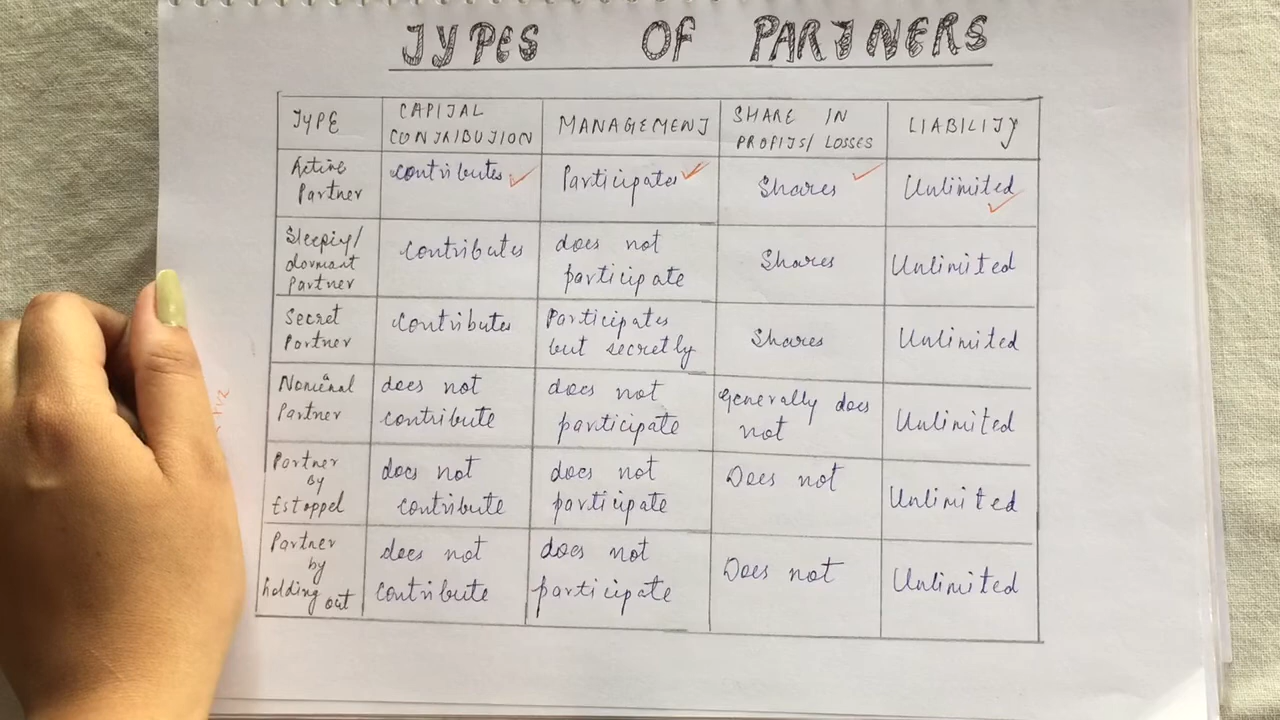 TYPES OF PARTNERS
TYPE
CAPITAL
CONTRIBUTION
MANAGEMENT
SHARE IN
PROFITS/ LOSSES
LIABILITY
Active
Partner
contributes
Participates
Shares
Unlimited
Sleeping/
dormant
Partner
contributes
does not
participate
Shares
Unlimited
Secret
Partner
contributes
Participates
but secretly
Shares
Unlimited
Nominal
Partner
does not
contribute
does not
participate
Generally does
not
Unlimited
Partner
by
Estoppel
does not
contribute
does not
participate
Does not
Unlimited
Partner
by
holding out
does not
contribute
does not
participate
Does not
Unlimited